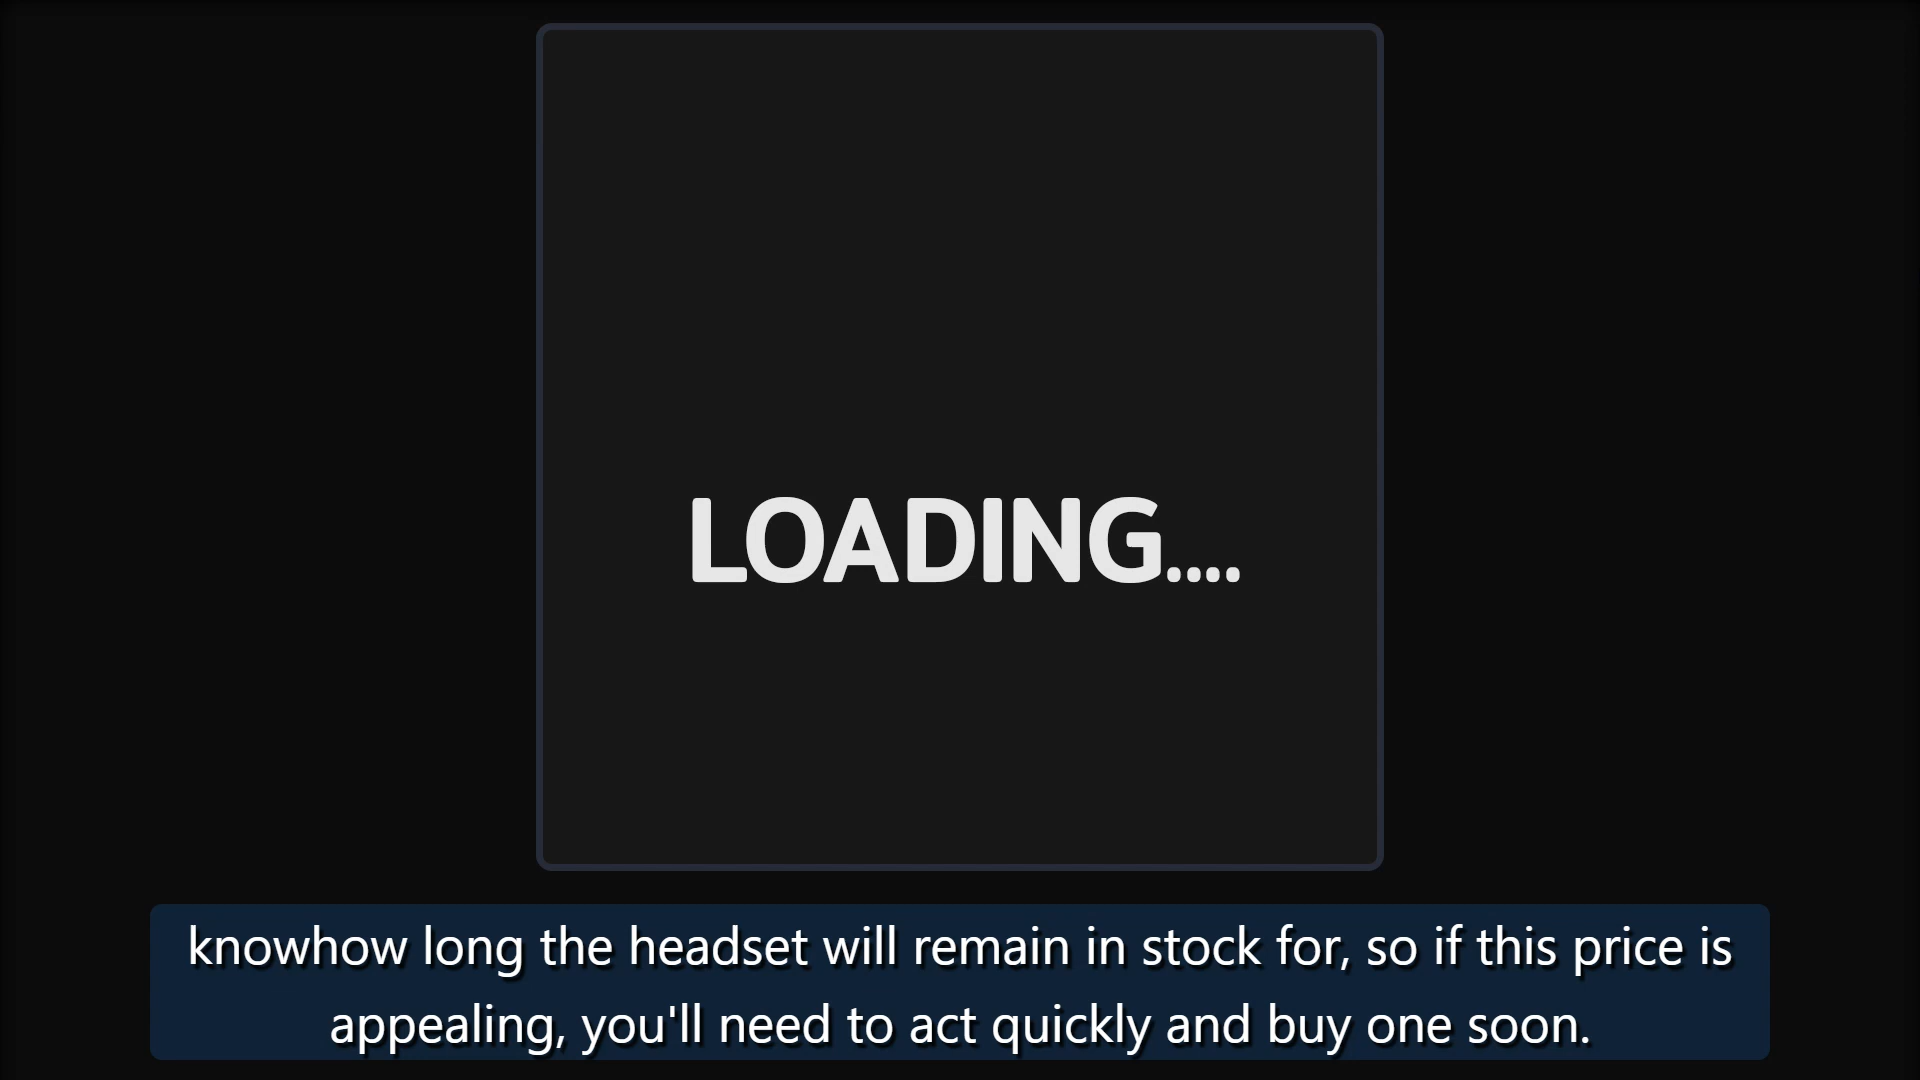 LOADING....
knowhow long the headset will remain in stock for, so if this price is
appealing, you'll need to act quickly and buy one soon.